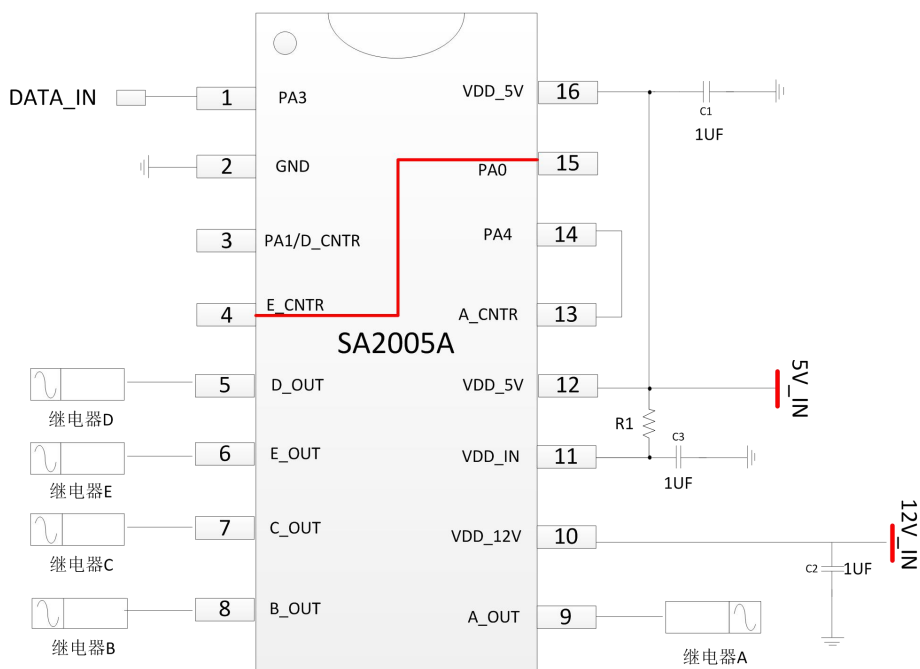 DATA_IN
1
PA3
VDD_5V
16
C1
1UF
2
GND
PA0
15
3
PA1/D_CNTR
PA4
14
4
E_CNTR
A_CNTR
13
SA2005A
5
D_OUT
VDD_5V
12
5V_IN
继电器D
R1
6
E_OUT
VDD_IN
11
C3
1UF
继电器E
7
C_OUT
VDD_12V
10
12V_IN
继电器C
C2
1UF
8
B_OUT
A_OUT
9
继电器B
继电器A